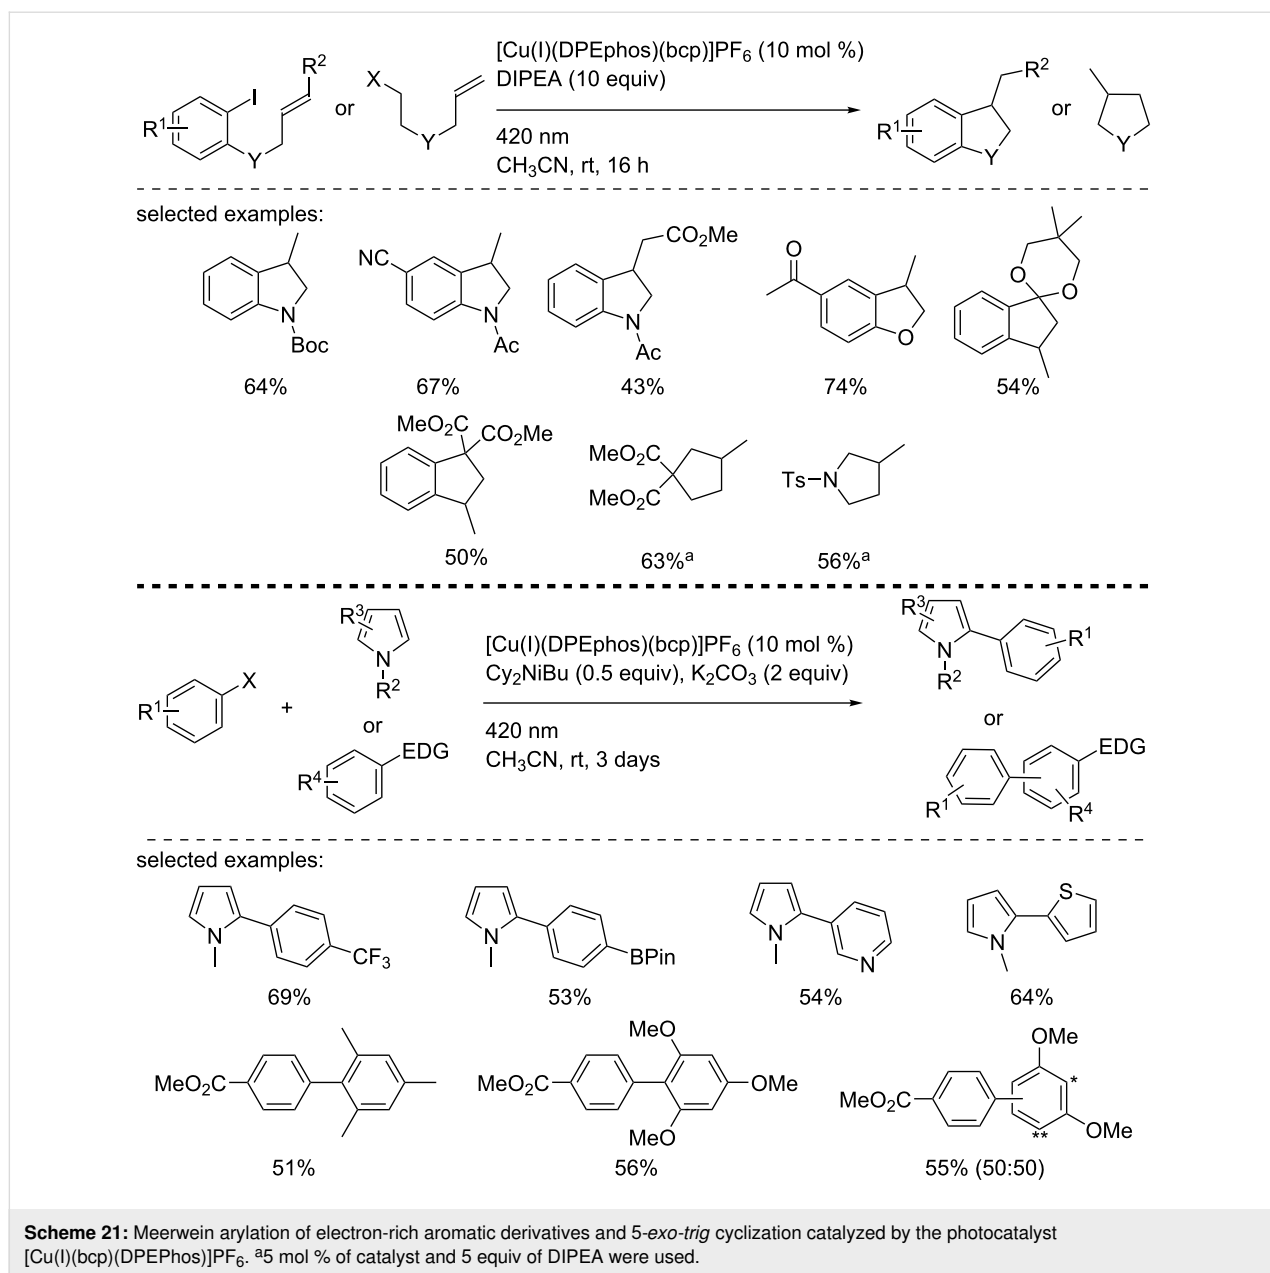 [Cu(I)(DPEphos)(bcp)]PF6 (10 mol %)
DIPEA (10 equiv)
420 nm
CH3CN, rt, 16 h
R1 I R2 Y or X Y
R1 R2 Y or Y
selected examples:
N Boc
NC N Ac
CO2Me N Ac
O O
O O
64% 67% 43% 74% 54%
MeO2C CO2Me
MeO2C MeO2C
Ts N
50% 63%a 56%a
[Cu(I)(DPEphos)(bcp)]PF6 (10 mol %)
Cy2NiBu (0.5 equiv), K2CO3 (2 equiv)
420 nm
CH3CN, rt, 3 days
R1 X + R3 N R2
or
R4 EDG
R3 N R2 R1
or
R1 EDG R4
selected examples:
N CF3
N BPin
N N
N S
69% 53% 54% 64%
MeO2C
MeO2C MeO OMe MeO
MeO2C OMe * OMe **
51% 56% 55% (50:50)
Scheme 21: Meerwein arylation of electron-rich aromatic derivatives and 5-exo-trig cyclization catalyzed by the photocatalyst
[Cu(I)(bcp)(DPEPhos)]PF6. a5 mol % of catalyst and 5 equiv of DIPEA were used.